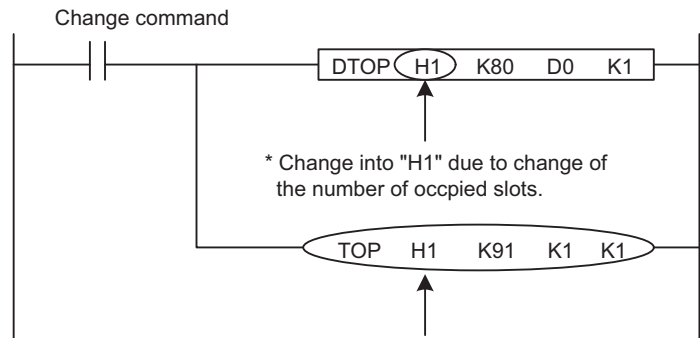 Change command
DTOP H1 K80 D0 K1
* Change into "H1" due to change of
the number of occpied slots.
TOP H1 K91 K1 K1